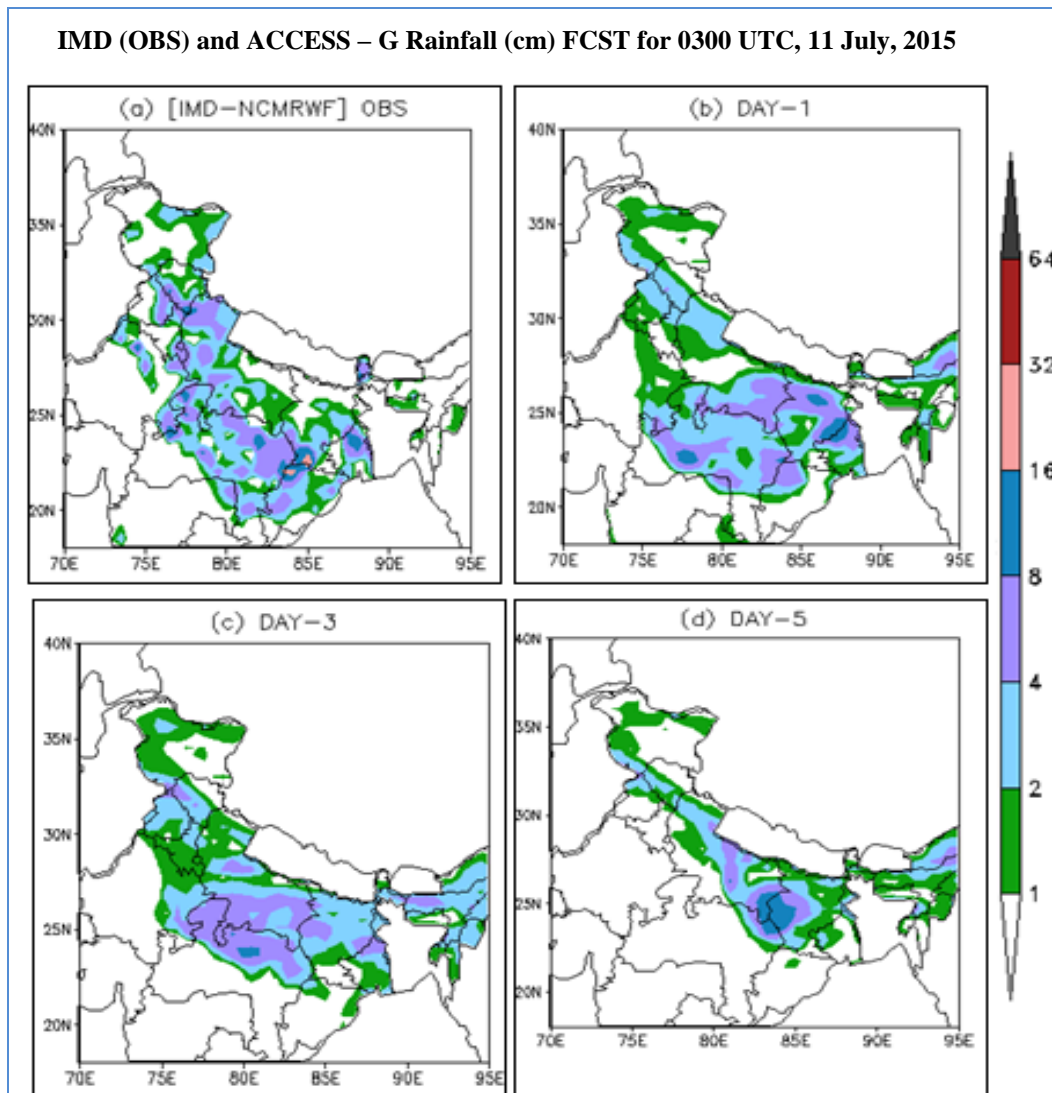 IMD (OBS) and ACCESS – G Rainfall (cm) FCST for 0300 UTC, 11 July, 2015
(a) [IMD-NCMRWF] OBS
40N
35N
30N
25N
20N
70E 75E 80E 85E 90E 95E
(b) DAY-1
40N
35N
30N
25N
20N
70E 75E 80E 85E 90E 95E
64
32
16
8
4
2
1
(c) DAY-3
40N
35N
30N
25N
20N
70E 75E 80E 85E 90E 95E
(d) DAY-5
40N
35N
30N
25N
20N
70E 75E 80E 85E 90E 95E